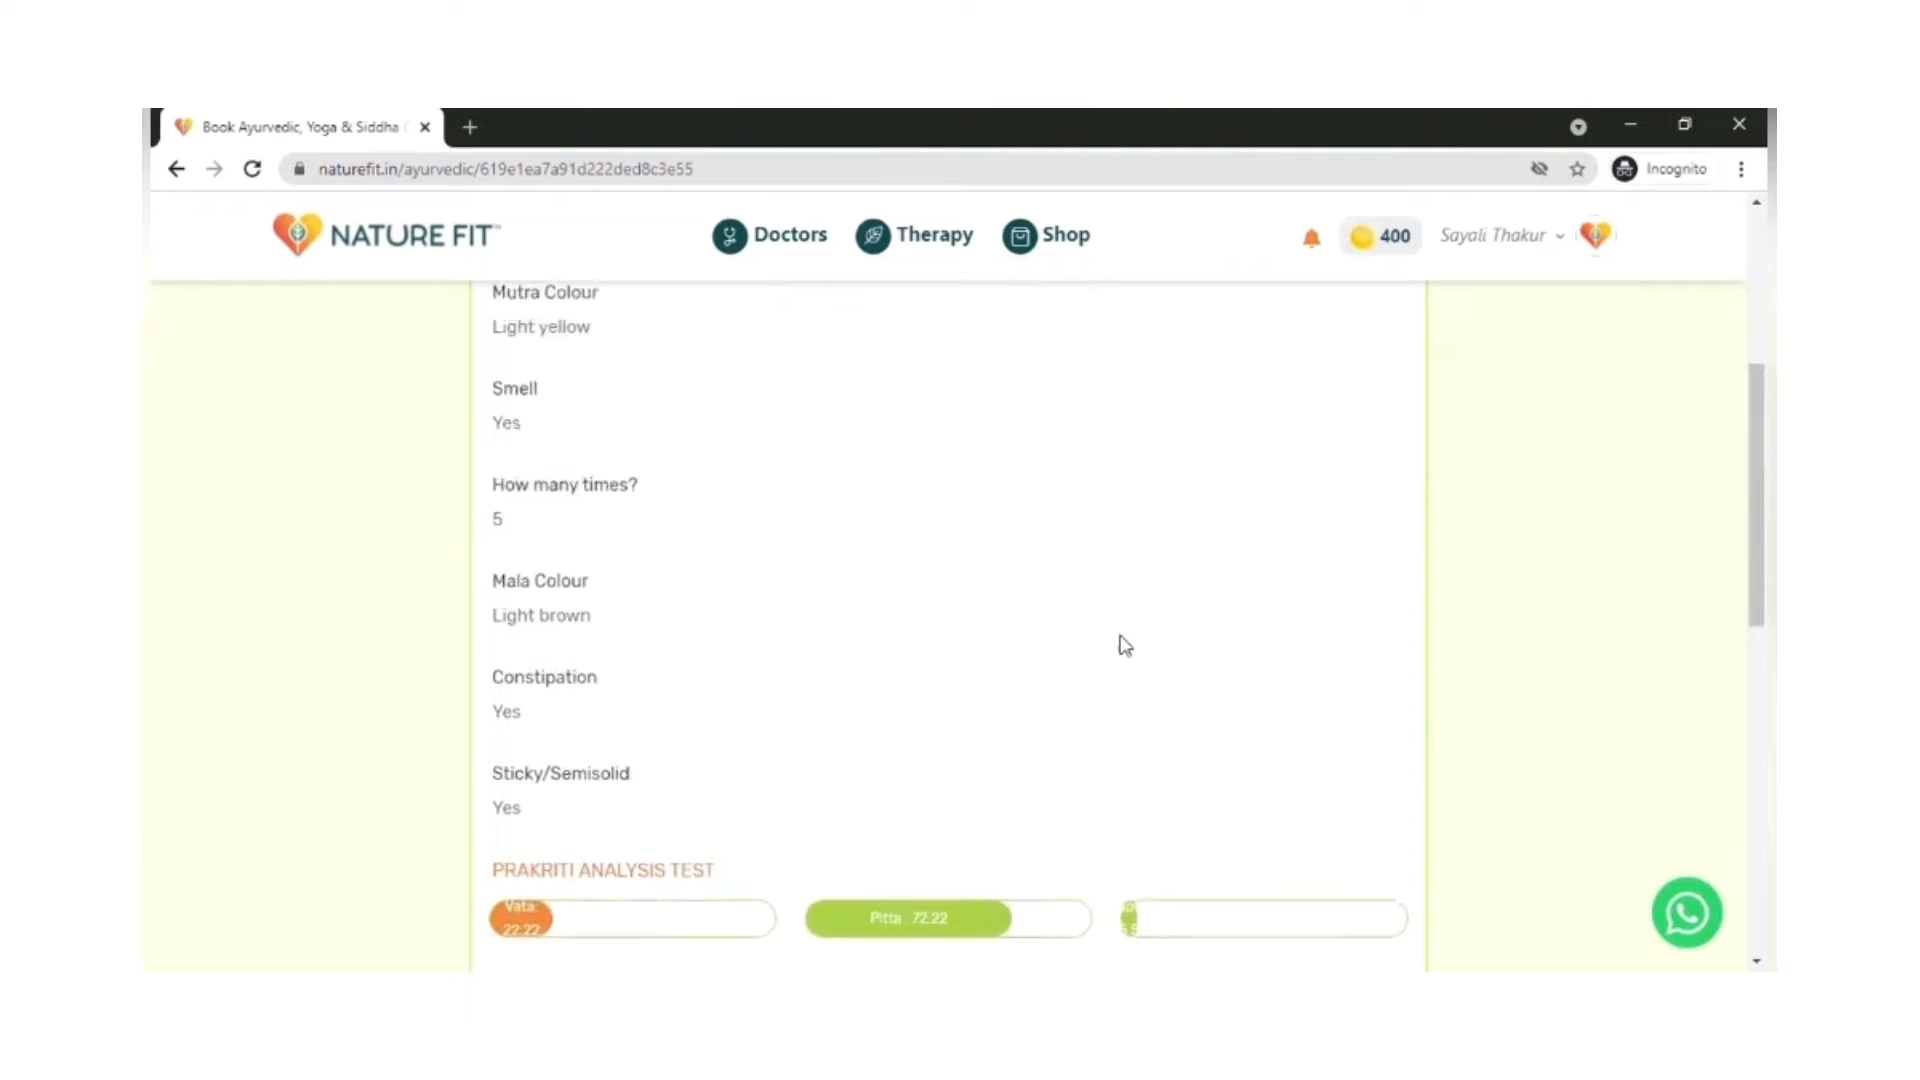 Book Ayurvedic, Yoga & Siddha
naturefit.in/ayurvedic/619e1ea7a91d222ded8c3e55
Incognito
NATURE FIT™
Doctors
Therapy
Shop
400
Sayali Thakur
Mutra Colour
Light yellow
Smell
Yes
How many times?
5
Mala Colour
Light brown
Constipation
Yes
Sticky/Semisolid
Yes
PRAKRITI ANALYSIS TEST
Vata:
22.22
Pitta 72.22